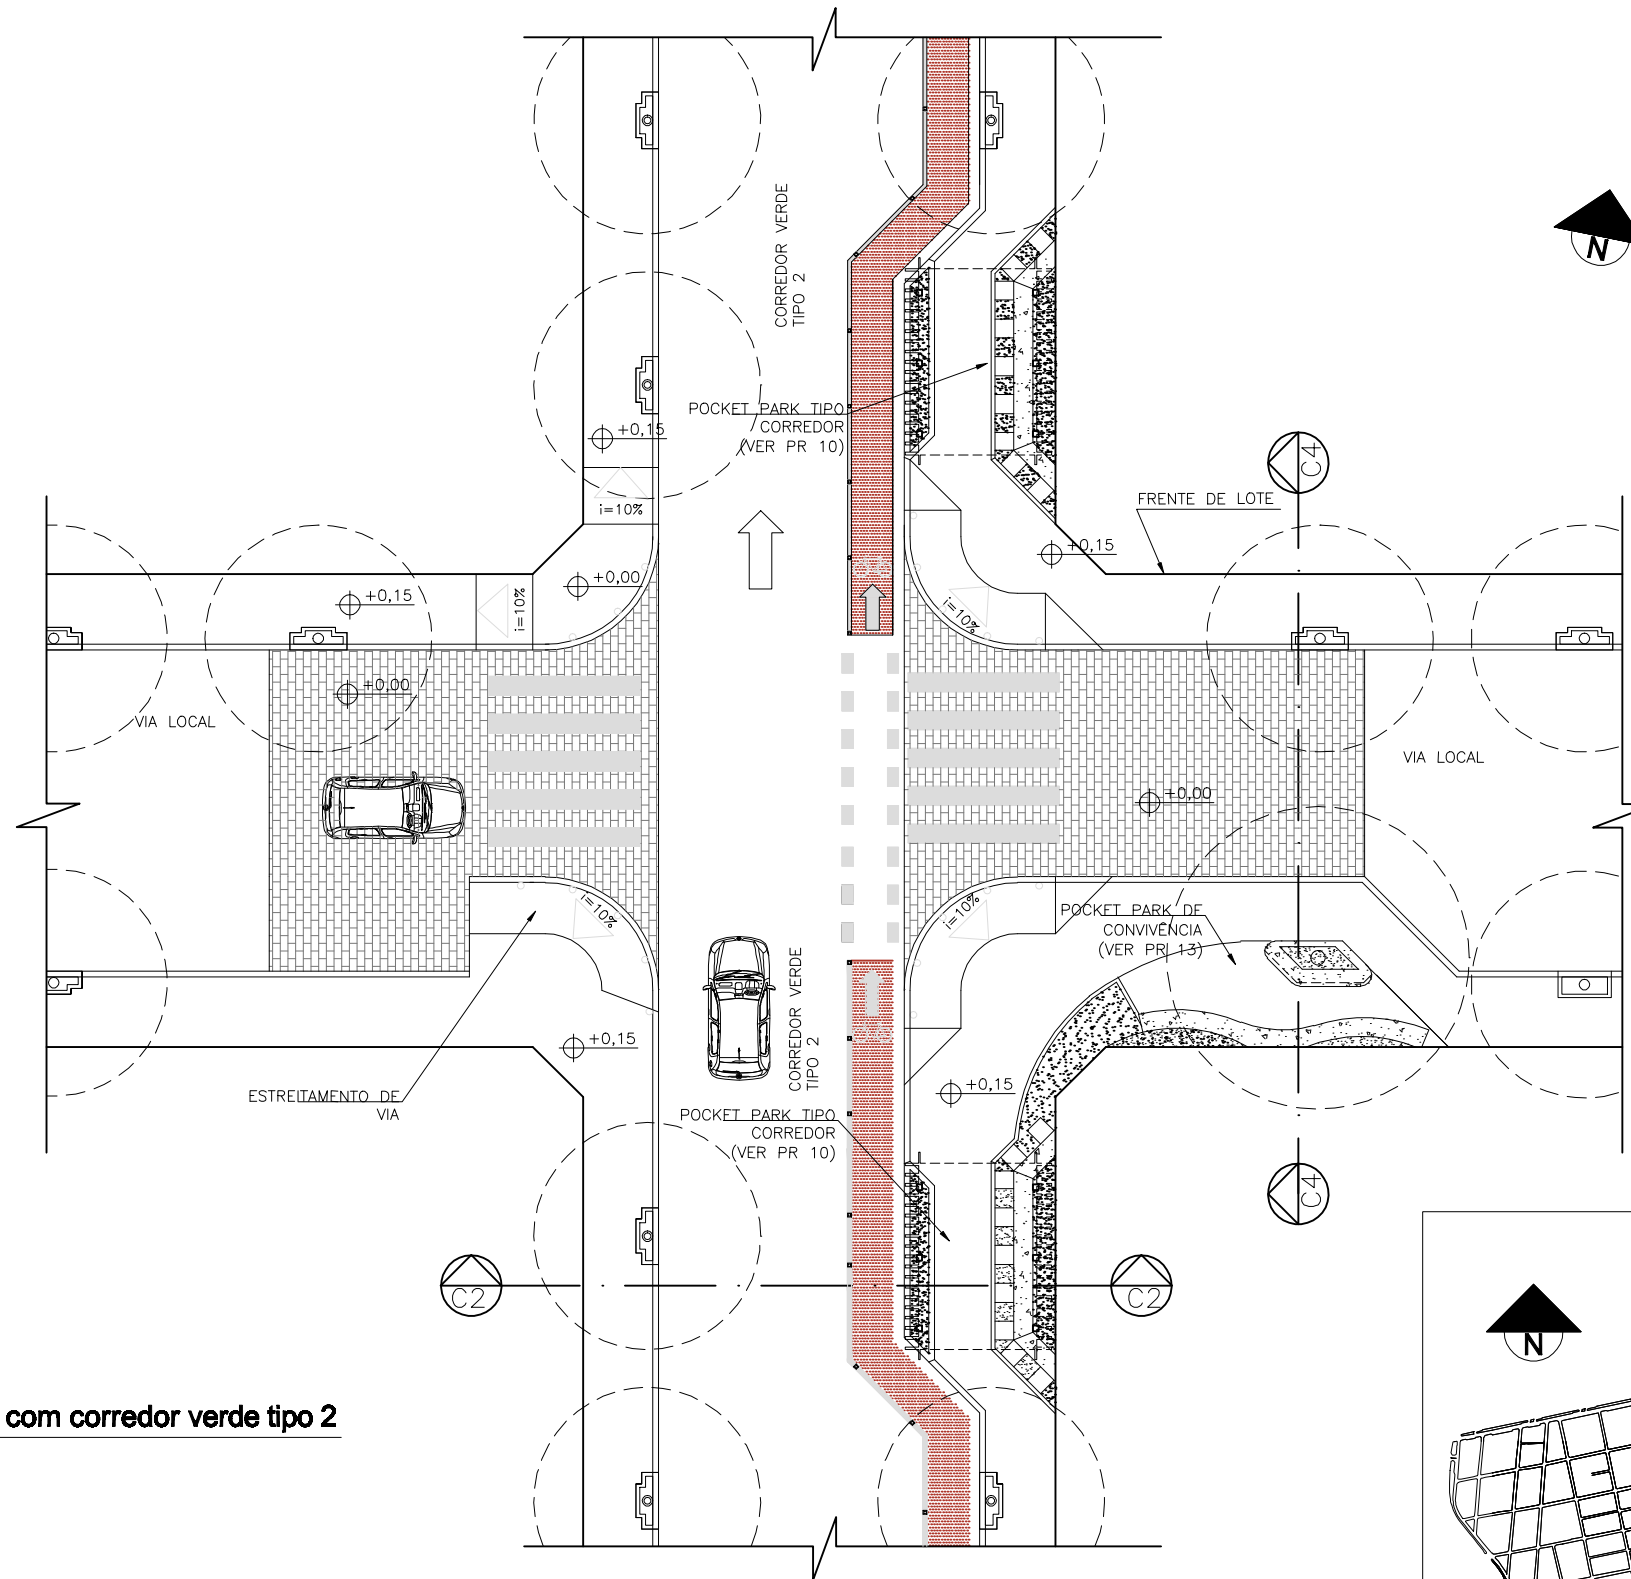 CORREDOR VERDE
TIPO 2
N
POCKET PARK TIPO
CORREDOR
(VER PR 10)
+0,15
i=10%
C4
FRENTE DE LOTE
+0,15
+0,00
+0,15
i=10%
i=10%
+0,00
VIA LOCAL
VIA LOCAL
+0,00
i=10%
i=10%
POCKET PARK DE
CONVIVÊNCIA
(VER PR 13)
CORREDOR VERDE
TIPO 2
+0,15
+0,15
ESTREITAMENTO DE
VIA
POCKET PARK TIPO
CORREDOR
(VER PR 10)
C4
C2
C2
N
com corredor verde tipo 2